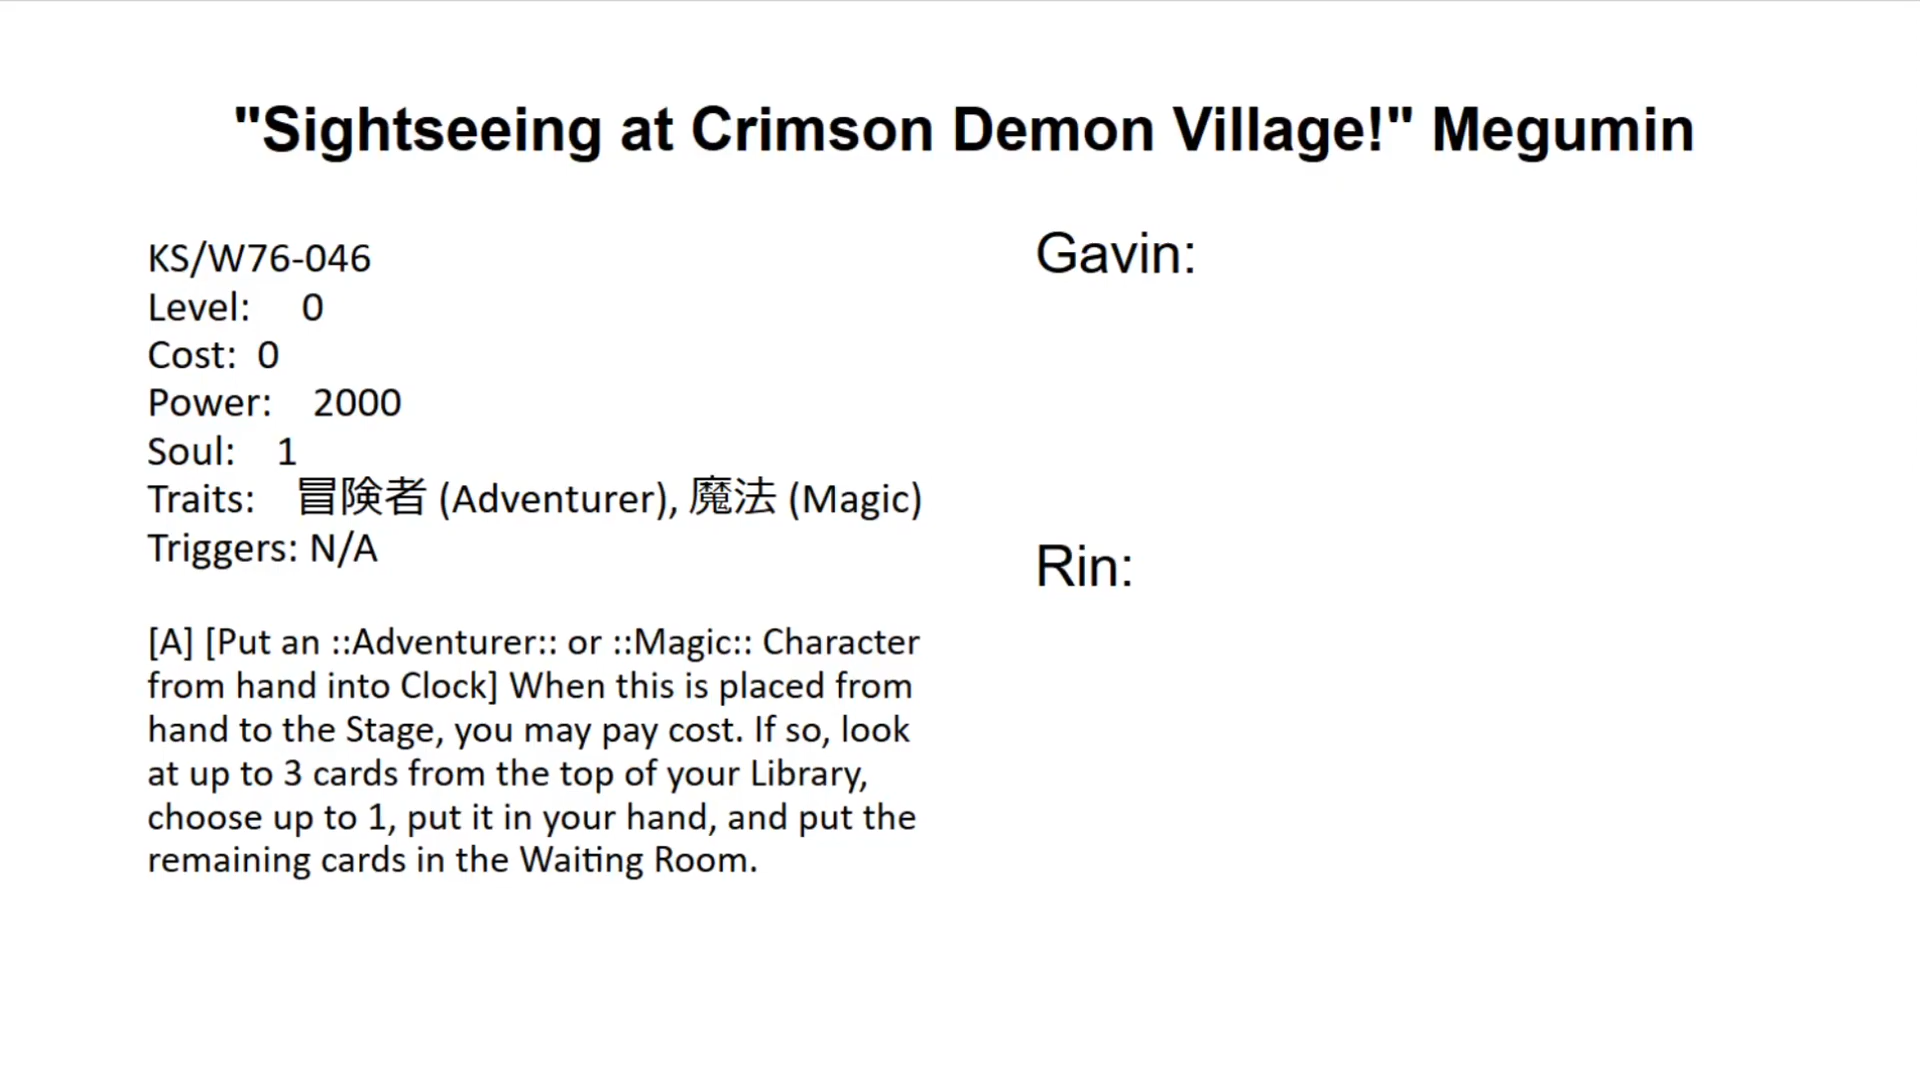 "Sightseeing at Crimson Demon Village!" Megumin
KS/W76-046
Level: 0
Cost: 0
Power: 2000
Soul: 1
Traits: 冒険者 (Adventurer), 魔法 (Magic)
Triggers: N/A
[A] [Put an ::Adventurer:: or ::Magic:: Character
from hand into Clock] When this is placed from
hand to the Stage, you may pay cost. If so, look
at up to 3 cards from the top of your Library,
choose up to 1, put it in your hand, and put the
remaining cards in the Waiting Room.
Gavin:
Rin: